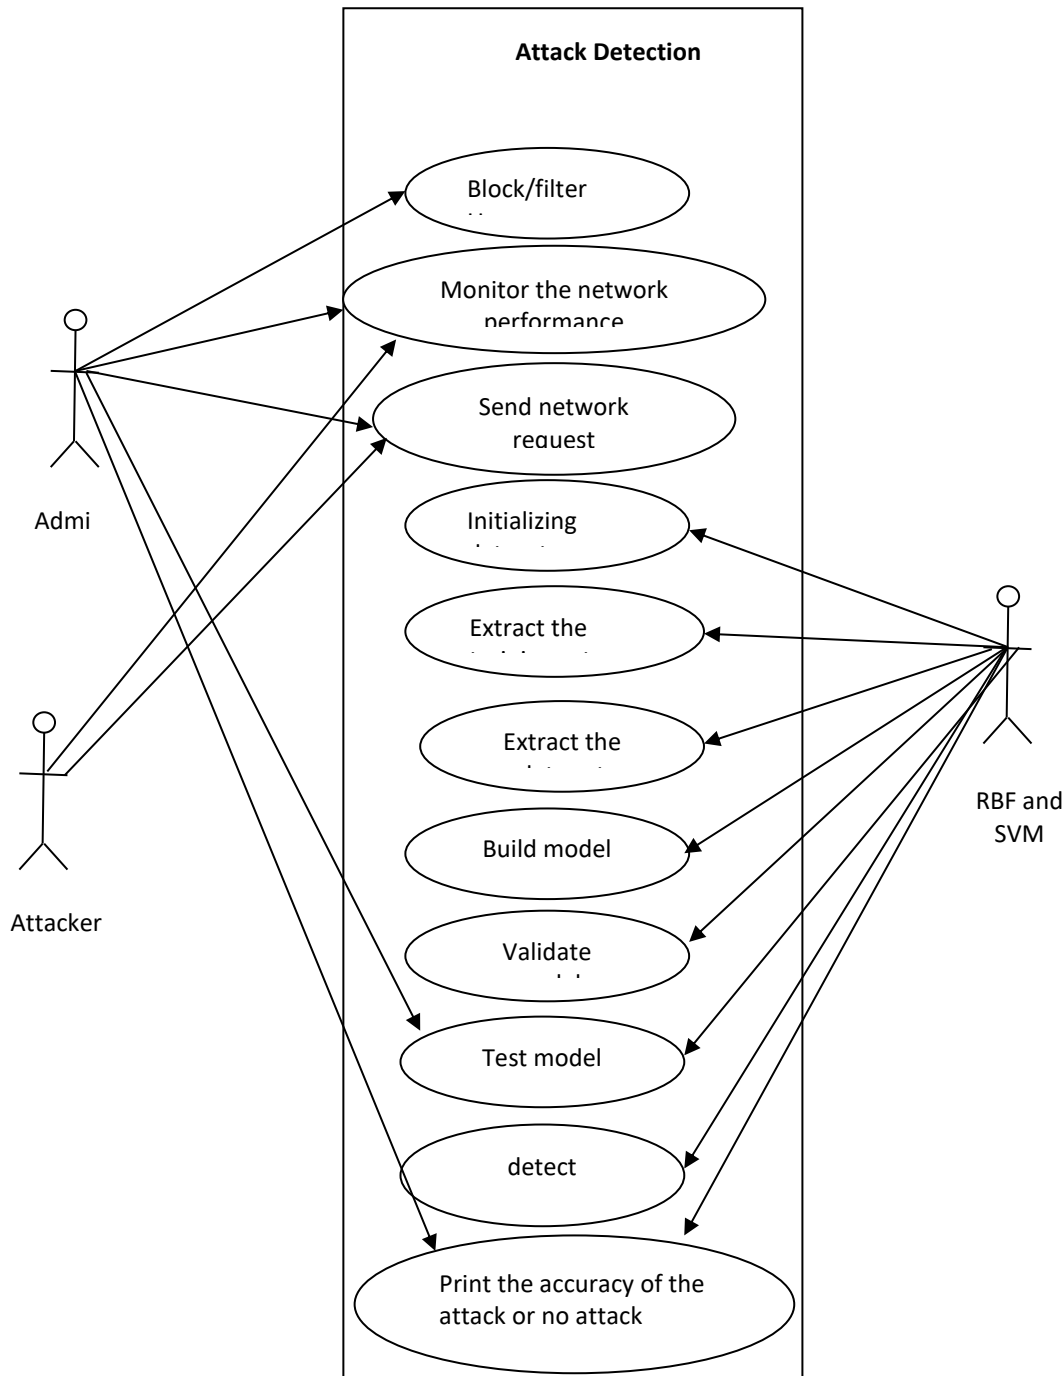 Attack Detection
Block/filter
Monitor the network
performance
Send network
request
Admi
Initializing
Extract the
Extract the
RBF and
SVM
Build model
Attacker
Validate
Test model
detect
Print the accuracy of the
attack or no attack